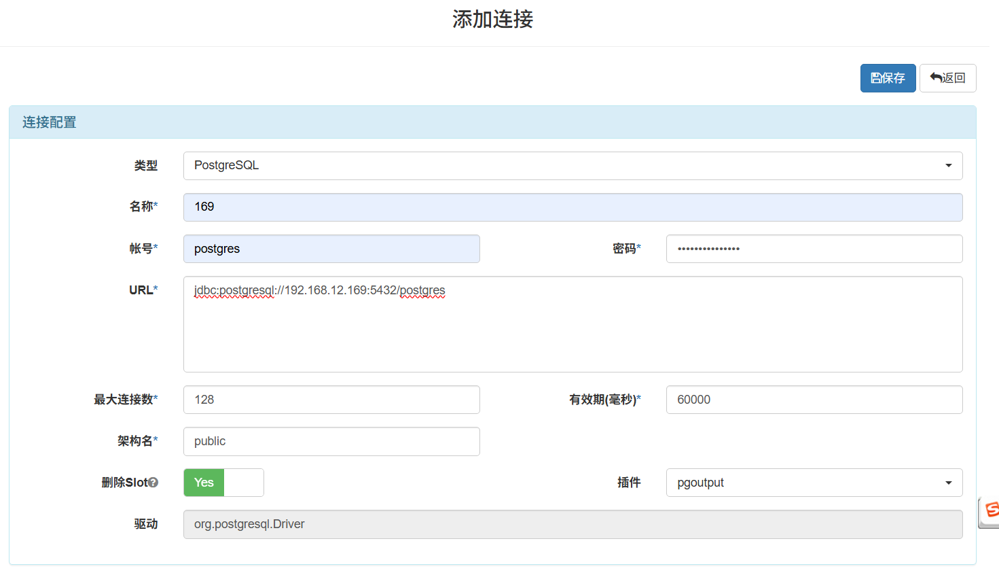 添加连接
保存 返回
连接配置
类型 PostgreSQL
名称* 169
帐号* postgres 密码* •••••••••••••••
URL* jdbc:postgresql://192.168.12.169:5432/postgres
最大连接数* 128 有效期(毫秒)* 60000
架构名* public
删除Slot Yes 插件 pgoutput
驱动 org.postgresql.Driver